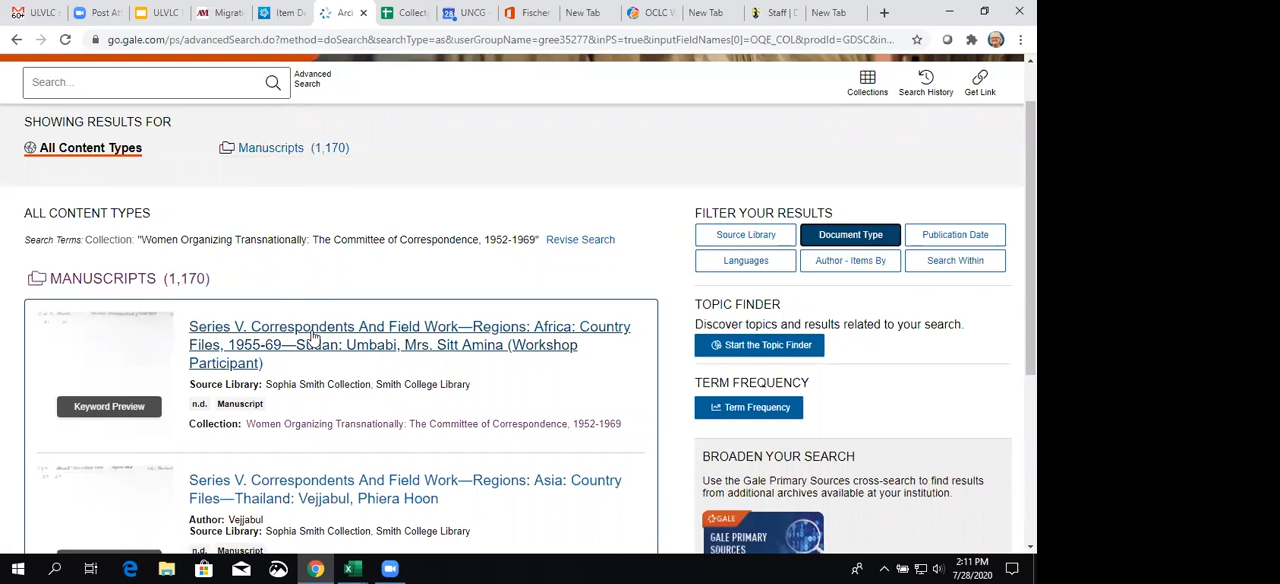 ULVLC
Post At
ULVLC
Migrati
Item D
Arc
Collect
UNCG
Fischer
New Tab
OCLC W
New Tab
Staff | D
New Tab
go.gale.com/ps/advancedSearch.do?method=doSearch&searchType=as&userGroupName=gree35277&inPS=true&inputFieldNames[0]=OQE_COL&prodId=GDSC&in...
Search...
Advanced
Search
Collections
Search History
Get Link
SHOWING RESULTS FOR
All Content Types
Manuscripts (1,170)
ALL CONTENT TYPES
Search Terms: Collection: "Women Organizing Transnationally: The Committee of Correspondence, 1952-1969" Revise Search
MANUSCRIPTS (1,170)
Series V. Correspondents And Field Work—Regions: Africa: Country
Files, 1955-69—Sudan: Umbabi, Mrs. Sitt Amina (Workshop
Participant)
Source Library: Sophia Smith Collection, Smith College Library
n.d. Manuscript
Keyword Preview
Collection: Women Organizing Transnationally: The Committee of Correspondence, 1952-1969
Series V. Correspondents And Field Work—Regions: Asia: Country
Files—Thailand: Vejjabul, Phiera Hoon
Author: Vejjabul
Source Library: Sophia Smith Collection, Smith College Library
n.d. Manuscript
FILTER YOUR RESULTS
Source Library
Document Type
Publication Date
Languages
Author - Items By
Search Within
TOPIC FINDER
Discover topics and results related to your search.
Start the Topic Finder
TERM FREQUENCY
Term Frequency
BROADEN YOUR SEARCH
Use the Gale Primary Sources cross-search to find
results from additional archives available at your
institution.
GALE
GALE PRIMARY
SOURCES
2:11 PM
7/28/2020